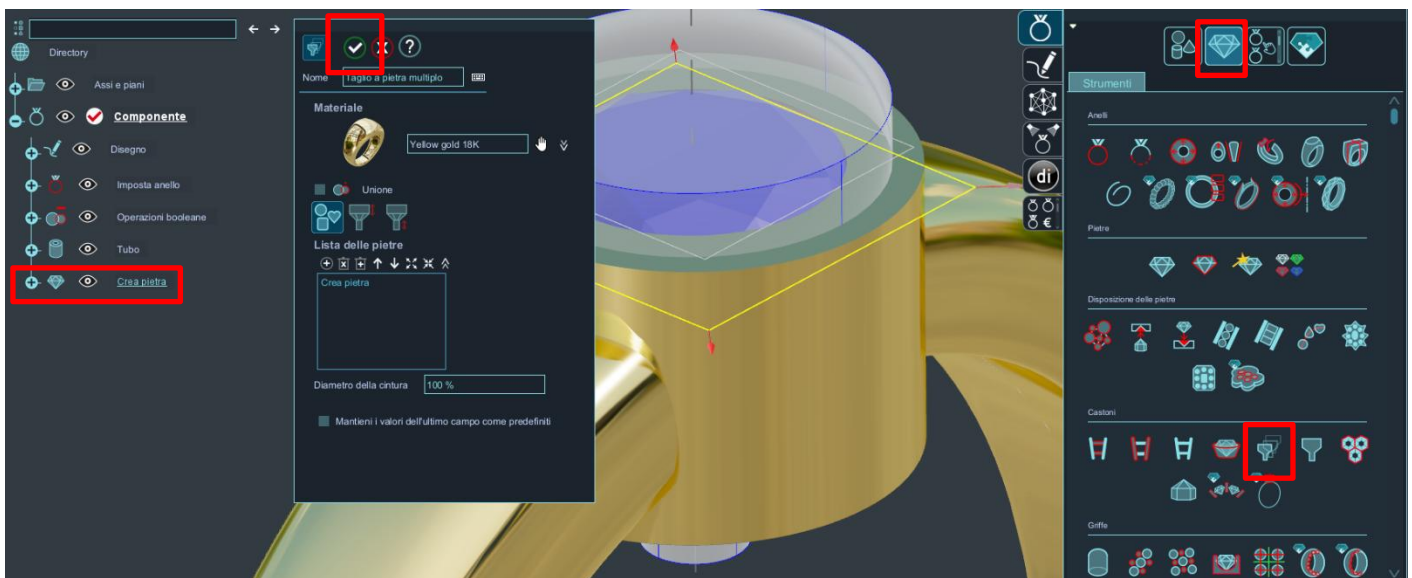 Directory
Assi e piani
Componente
Disegno
Imposta anello
Operazioni booleane
Tubo
Crea pietra
?
Nome
Taglio a pietra multiplo
Materiale
Yellow gold 18K
Unione
Lista delle pietre
Crea pietra
Diametro della cintura
100 %
Mantieni i valori dell'ultimo campo come predefiniti
di
€
Strumenti
Anelli
Pietre
Disposizione delle pietre
Castoni
Griffe